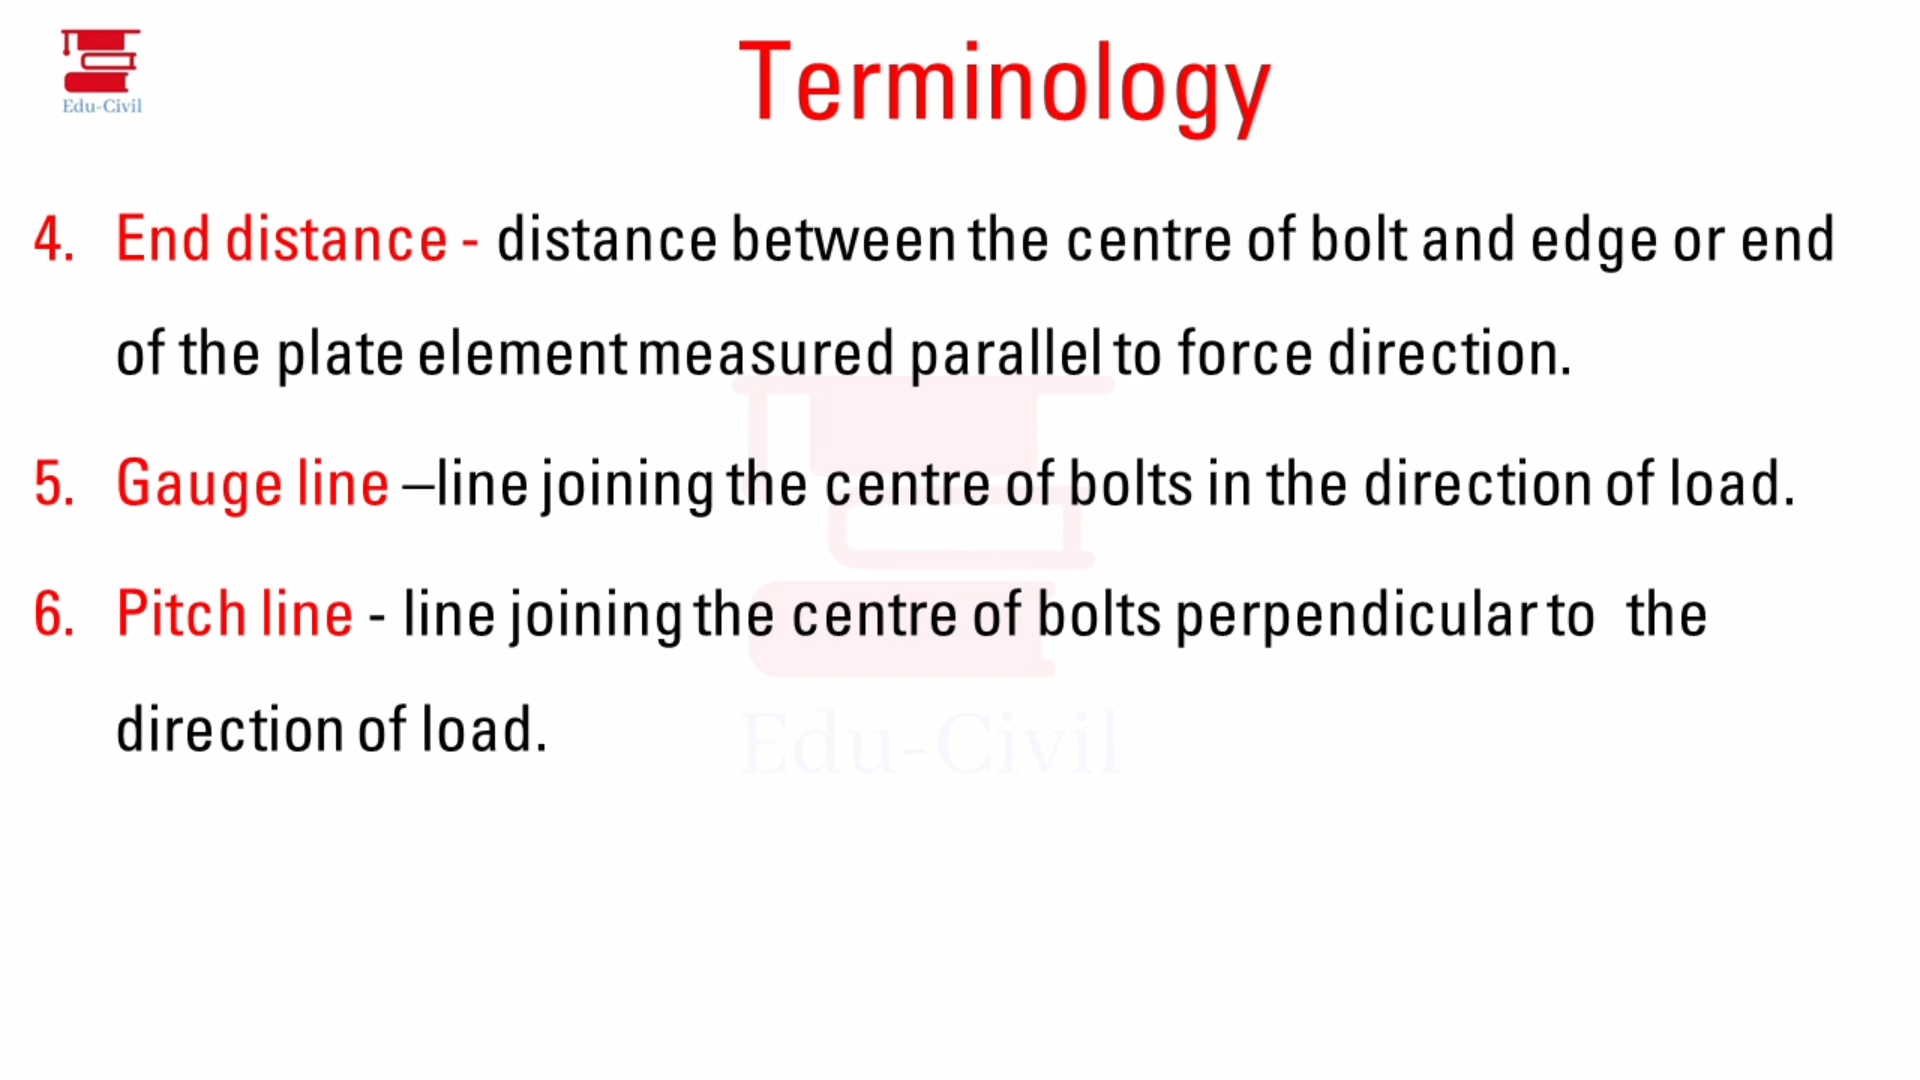 Edu-Civil
Terminology
4. End distance - distance between the centre of bolt and edge or end
of the plate element measured parallel to force direction.
5. Gauge line –line joining the centre of bolts in the direction of load.
6. Pitch line - line joining the centre of bolts perpendicular to the
direction of load.
Edu-Civil